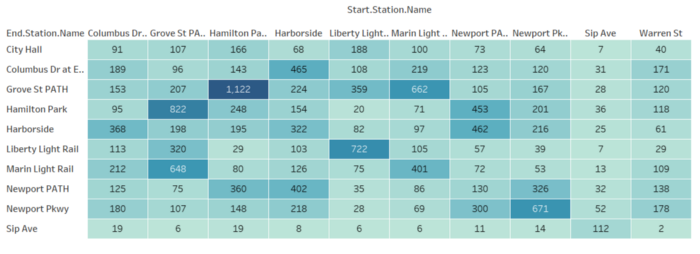 Start.Station.Name
End.Station.Name Columbus Dr.. Grove St PA.. Hamilton Pa.. Harborside Liberty Light.. Marin Light .. Newport PA.. Newport Pk.. Sip Ave Warren St
City Hall 91 107 166 68 188 100 73 64 7 40
Columbus Dr at E.. 189 96 143 465 108 219 123 120 31 171
Grove St PATH 153 207 1,122 224 359 662 105 167 28 120
Hamilton Park 95 822 248 154 20 71 453 201 36 118
Harborside 368 198 195 322 82 97 462 216 25 61
Liberty Light Rail 113 320 29 103 722 105 57 39 7 29
Marin Light Rail 212 648 80 126 75 401 72 53 13 109
Newport PATH 125 75 360 402 35 86 130 326 32 138
Newport Pkwy 180 107 148 218 28 69 300 671 52 178
Sip Ave 19 6 19 8 6 6 11 14 112 2